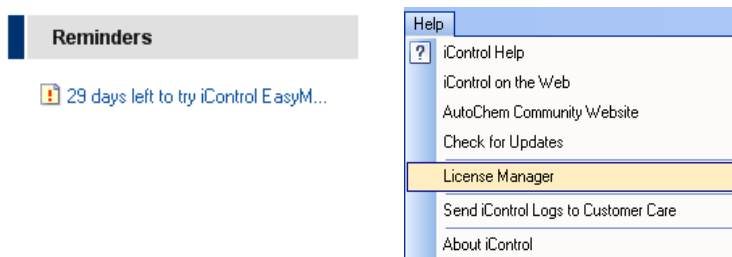 Reminders
29 days left to try iControl EasyM...
Help
? iControl Help
iControl on the Web
AutoChem Community Website
Check for Updates
License Manager
Send iControl Logs to Customer Care
About iControl